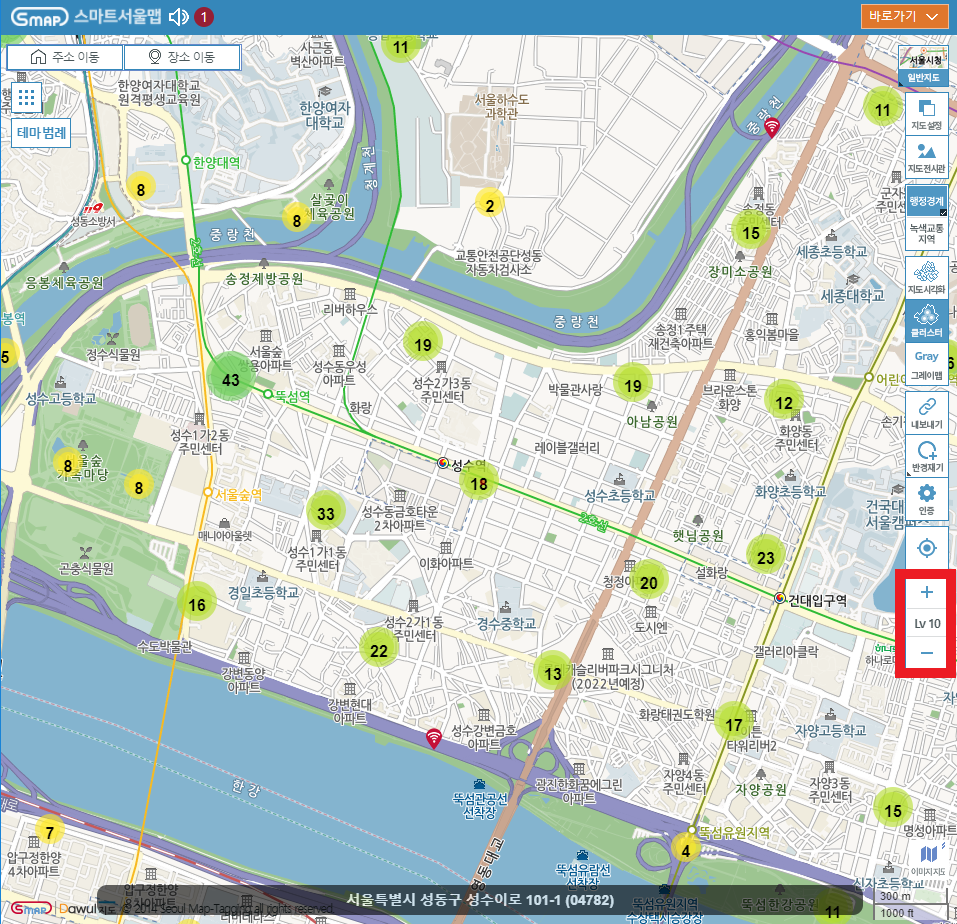 Smap 스마트서울맵 1
바로가기
주소 이동
장소 이동
테마 범례
서울시청
일반지도
지도설정
지도전시관
행정경계
녹색교통
지역
지도시각화
클러스터
Gray
그레이맵
내보내기
반경재기
인증
Lv 10
이미지지도
사근동
벽산아파트
11
한양여자대학교
원격평생교육원
한양여자
대학교
서울하수도
과학관
청계천
중랑천
11
한양대역
8
성동소방서
살곶이
체육공원
8
2
송정동
15
세종초등학교
중랑천
교통안전공단성동
자동차검사소
장미소공원
응봉체육공원
송정제방공원
세종대학교
리버하우스
중랑천
송정1주택
재건축아파트
홍익봄마을
정수식물원
서울숲
쌍용아파트
성수동우성
아파트
19
성수2가3동
주민센터
5
43
뚝섬역
박물관사랑
19
브라운스톤
화양
12
성수고등학교
화랑
아남공원
성수1가2동
주민센터
화양동
주민센터
레이블갤러리
8
8
성수역
18
성수초등학교
화양초등학교
건국대
서울캠퍼
서울숲역
33
성수동금호타운
2차아파트
2호선
햇님공원
매니아아울렛
성수1가1동
주민센터
이화아파트
23
곤충식물원
청정아
20
설화랑
경일초등학교
16
건대입구역
성수2가1동
주민센터
경수초등학교
도시엔
수도박물관
22
갤러리아클락
강변동양
아파트
13
캐슬리버파크시그니처
(2022년예정)
강변현대
아파트
성수강변금호
아파트
화랑태권도학원
17
타워리버2
자양고등학교
한강
광진한화꿈에그린
아파트
자양4동
주민센터
자양3동
주민센터
뚝섬관공선
선착장
자양공원
15
7
뚝섬유원지역
명성아파트
압구정한양
4차아파트
4
영동대교
뚝섬유람선
선착장
신자초등학교
압구정한양
뚝섬한강공원
11
300 m
1000 ft
서울특별시 성동구 성수이로 101-1 (04782)
Smap Dawul지도 ©2014 Seoul Map-Tagging all rights reserved